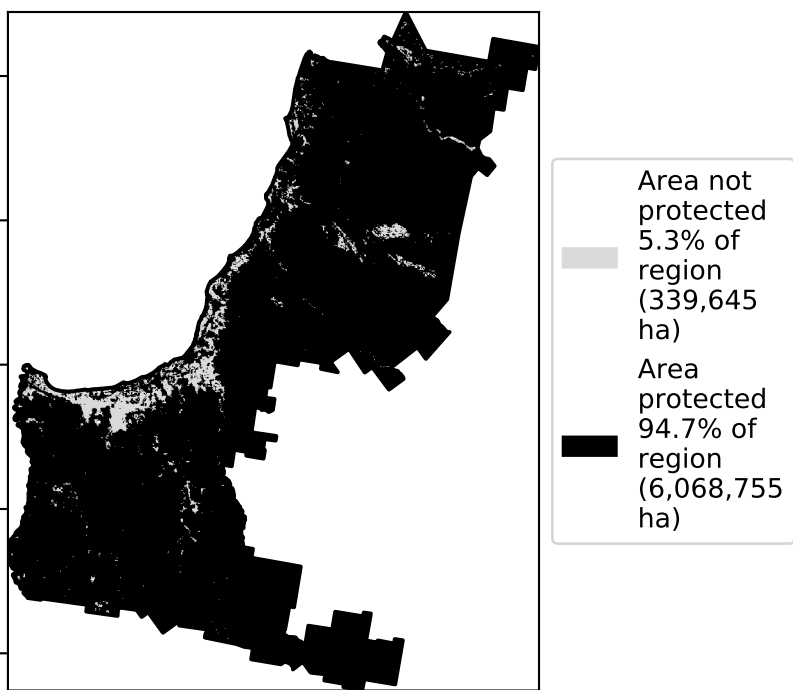 Area not
protected
5.3% of
region
(339,645
ha)
Area
protected
94.7% of
region
(6,068,755
ha)